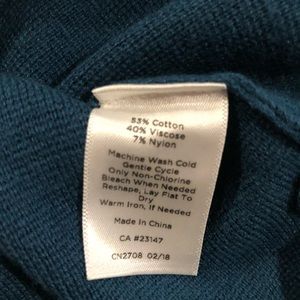 53% Cotton
40% Viscose
7% Nylon
Machine Wash Cold
Gentle Cycle
Only Non-Chlorine
Bleach When Needed
Reshape, Lay Flat To
Dry
Warm Iron, If Needed
Made in China
CA #23147
CN2708 02/18